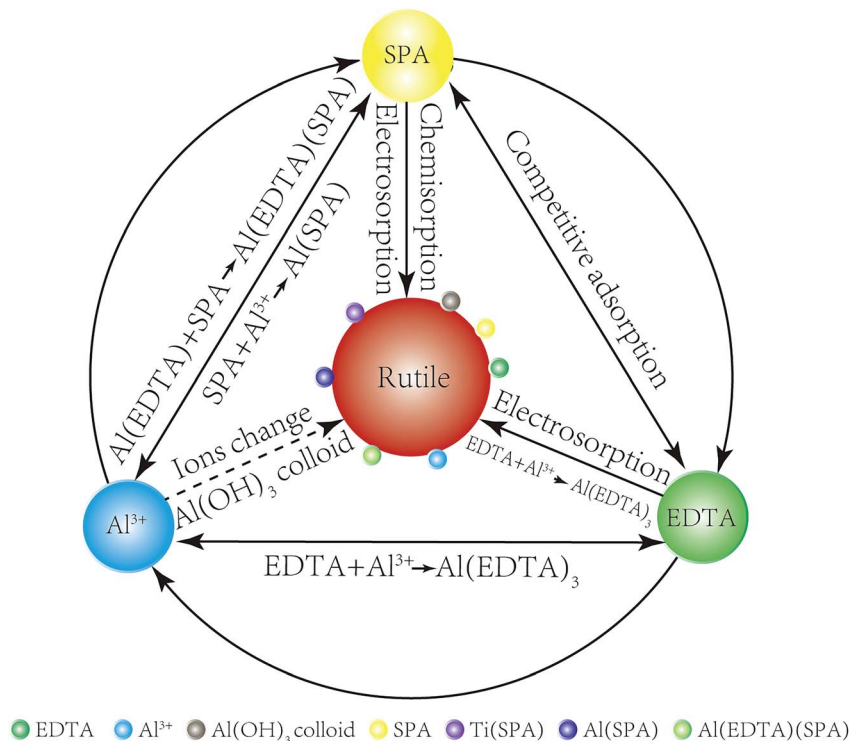 SPA
Electrosorption
Chemisorption
Al(EDTA)+SPA→Al(EDTA)(SPA)
SPA+Al³⁺→Al(SPA)
Competitive adsorption
Rutile
Ions change
Al(OH)₃ colloid
Electrosorption
EDTA+Al³⁺→Al(EDTA)₃
Al³⁺
EDTA
EDTA+Al³⁺→Al(EDTA)₃
EDTA Al³⁺ Al(OH)₃colloid SPA Ti(SPA) Al(SPA) Al(EDTA)(SPA)